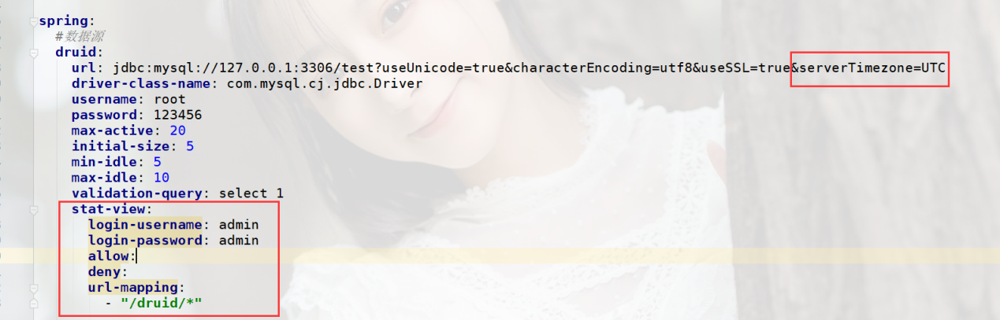 spring:
#数据源
druid:
url: jdbc:mysql://127.0.0.1:3306/test?useUnicode=true&characterEncoding=utf8&useSSL=true&serverTimezone=UTC
driver-class-name: com.mysql.cj.jdbc.Driver
username: root
password: 123456
max-active: 20
initial-size: 5
min-idle: 5
max-idle: 10
validation-query: select 1
stat-view:
login-username: admin
login-password: admin
allow:
deny:
url-mapping:
- "/druid/*"